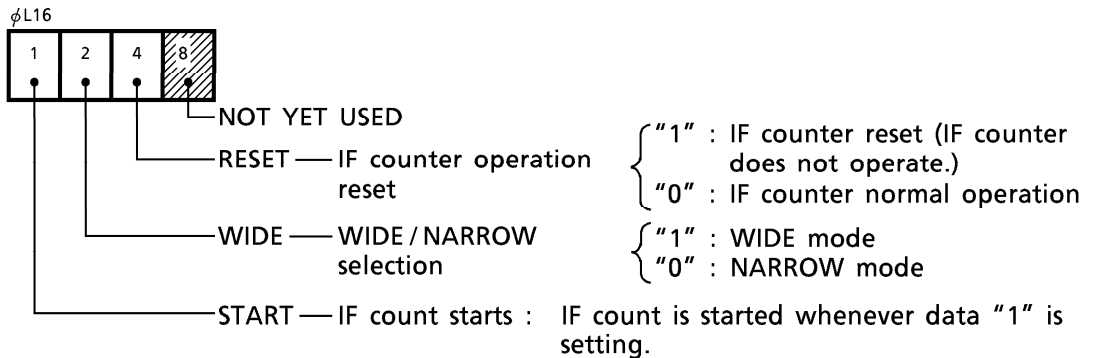 ϕL16
1 2 4 8
NOT YET USED
RESET — IF counter operation reset
"1" : IF counter reset (IF counter does not operate.)
"0" : IF counter normal operation
WIDE — WIDE / NARROW selection
"1" : WIDE mode
"0" : NARROW mode
START — IF count starts : IF count is started whenever data "1" is setting.